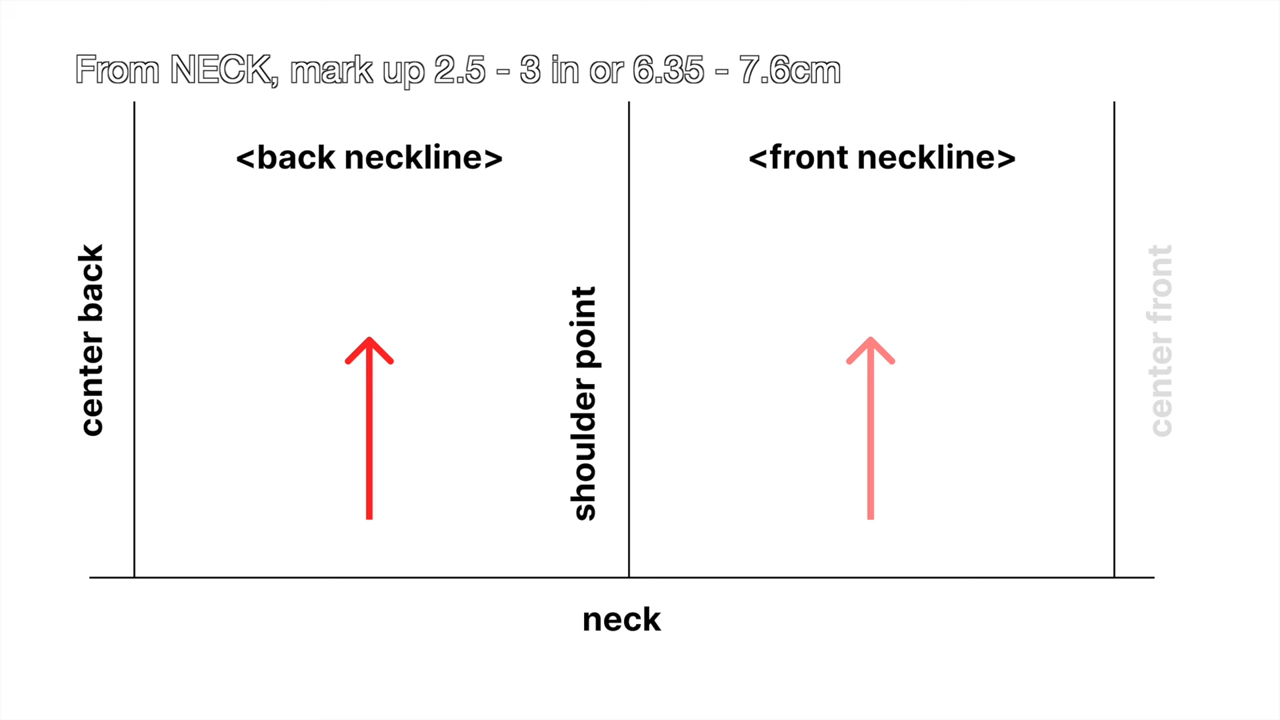 From NECK, mark up 2.5 - 3 in or 6.35 - 7.6cm
<back neckline>
<front neckline>
center back
shoulder point
center front
neck